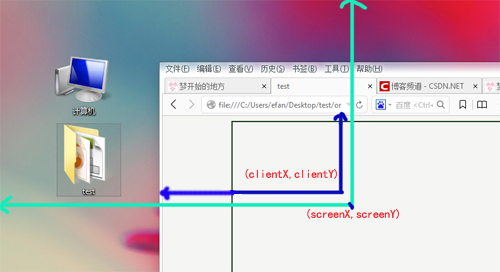 文件(F) 编辑(E) 查看(V) 历史(S) 书签(B) 工具(T) 帮助(H)
梦开始的地方 test 博客频道 - CSDN.NET
file:///C:/Users/efan/Desktop/test/or 百度 <Ctrl+
计算机
test
(clientX,clientY)
(screenX,screenY)